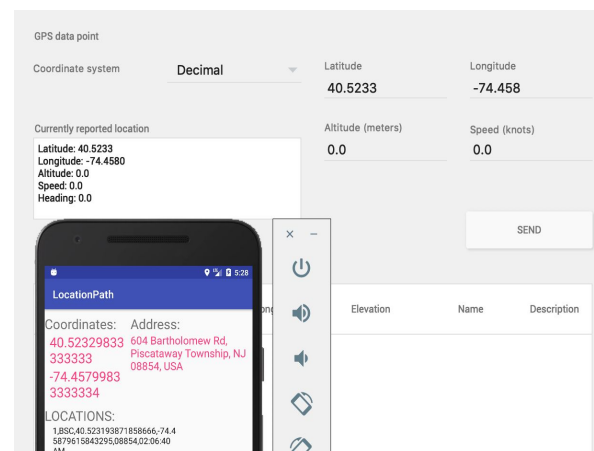 GPS data point
Coordinate system
Decimal
Latitude
40.5233
Longitude
-74.458
Currently reported location
Latitude: 40.5233
Longitude: -74.4580
Altitude: 0.0
Speed: 0.0
Heading: 0.0
Altitude (meters)
0.0
Speed (knots)
0.0
SEND
5:28
LocationPath
Coordinates:
40.52329833
333333
-74.4579983
3333334
Address:
604 Bartholomew Rd,
Piscataway Township, NJ
08854, USA
LOCATIONS:
1,BSC,40.523193871858666,-74.4
5879615843295,08854,02:06:40
AM
Elevation
Name
Description